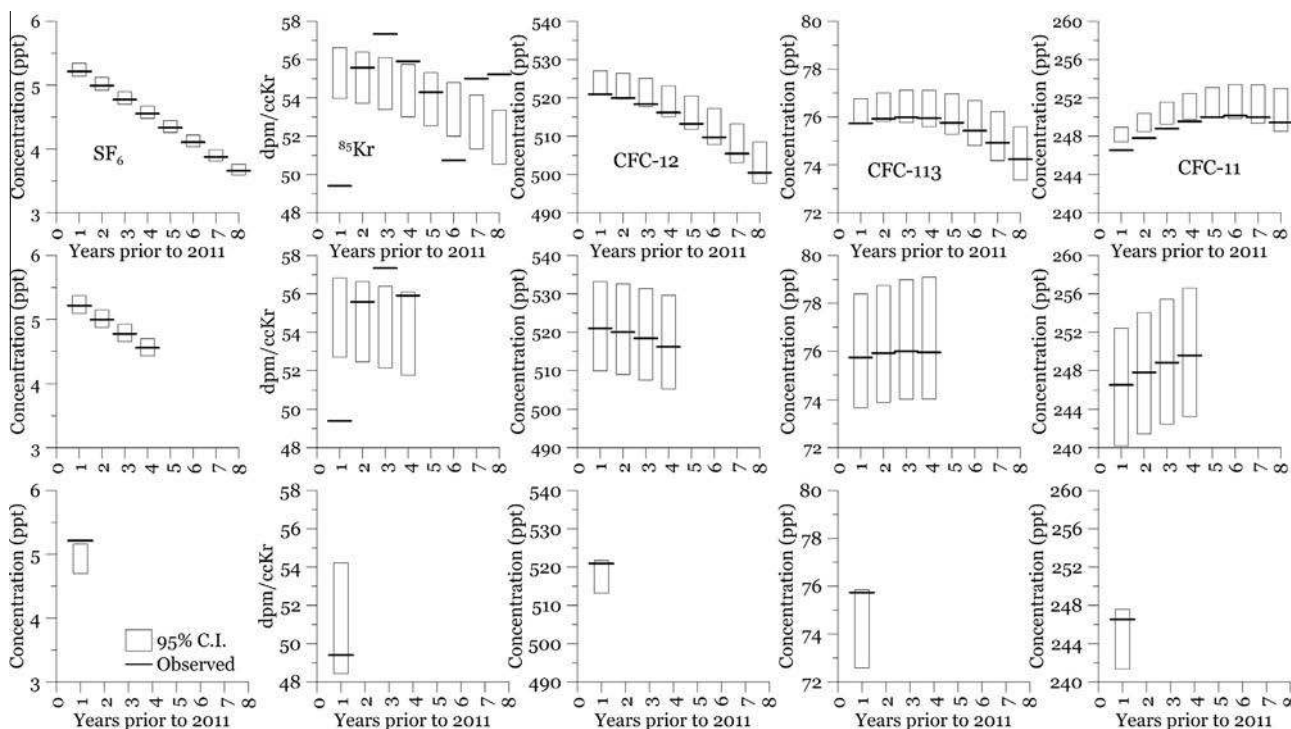 Concentration (ppt)
6
5
4
3
SF6
0 1 2 3 4 5 6 7 8
Years prior to 2011
dpm/ccKr
58
56
54
52
50
48
85Kr
0 1 2 3 4 5 6 7 8
Years prior to 2011
Concentration (ppt)
540
530
520
510
500
490
CFC-12
0 1 2 3 4 5 6 7 8
Years prior to 2011
Concentration (ppt)
80
78
76
74
72
CFC-113
0 1 2 3 4 5 6 7 8
Years prior to 2011
Concentration (ppt)
260
256
252
248
244
240
CFC-11
0 1 2 3 4 5 6 7 8
Years prior to 2011
Concentration (ppt)
6
5
4
3
0 1 2 3 4 5 6 7 8
dpm/ccKr
58
56
54
52
50
48
0 1 2 3 4 5 6 7 8
Concentration (ppt)
540
530
520
510
500
490
0 1 2 3 4 5 6 7 8
Concentration (ppt)
80
78
76
74
72
0 1 2 3 4 5 6 7 8
Concentration (ppt)
260
256
252
248
244
240
0 1 2 3 4 5 6 7 8
Concentration (ppt)
6
5
4
3
95% C.I.
Observed
0 1 2 3 4 5 6 7 8
Years prior to 2011
dpm/ccKr
58
56
54
52
50
48
0 1 2 3 4 5 6 7 8
Years prior to 2011
Concentration (ppt)
540
530
520
510
500
490
0 1 2 3 4 5 6 7 8
Years prior to 2011
Concentration (ppt)
80
78
76
74
72
0 1 2 3 4 5 6 7 8
Years prior to 2011
Concentration (ppt)
260
256
252
248
244
240
0 1 2 3 4 5 6 7 8
Years prior to 2011